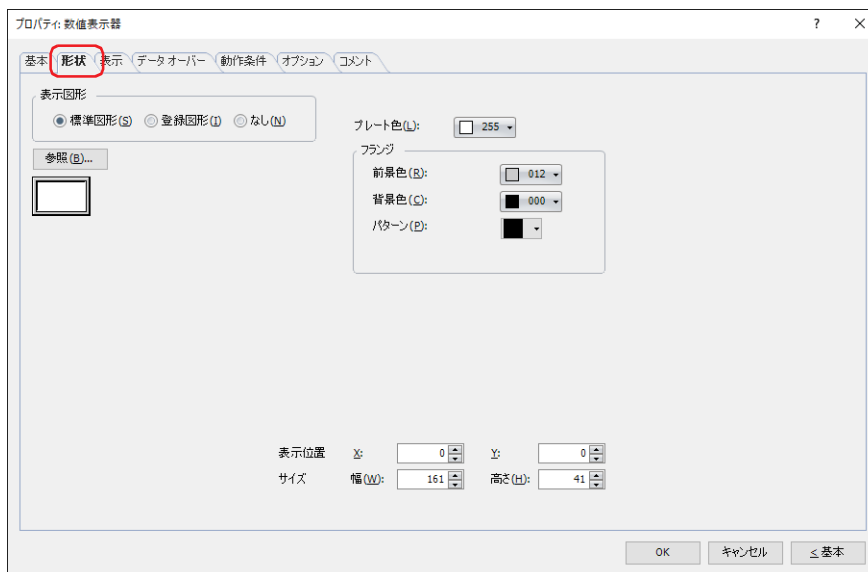 プロパティ: 数値表示器 ?
基本 形状 表示 データ オーバー 動作条件 オプション コメント
表示図形
標準図形(S) 登録図形(I) なし(N)
プレート色(L): 255
参照(B)...
フランジ
前景色(R): 012
背景色(C): 000
パターン(P):
表示位置 X: 0 Y: 0
サイズ 幅(W): 161 高さ(H): 41
OK キャンセル < 基本